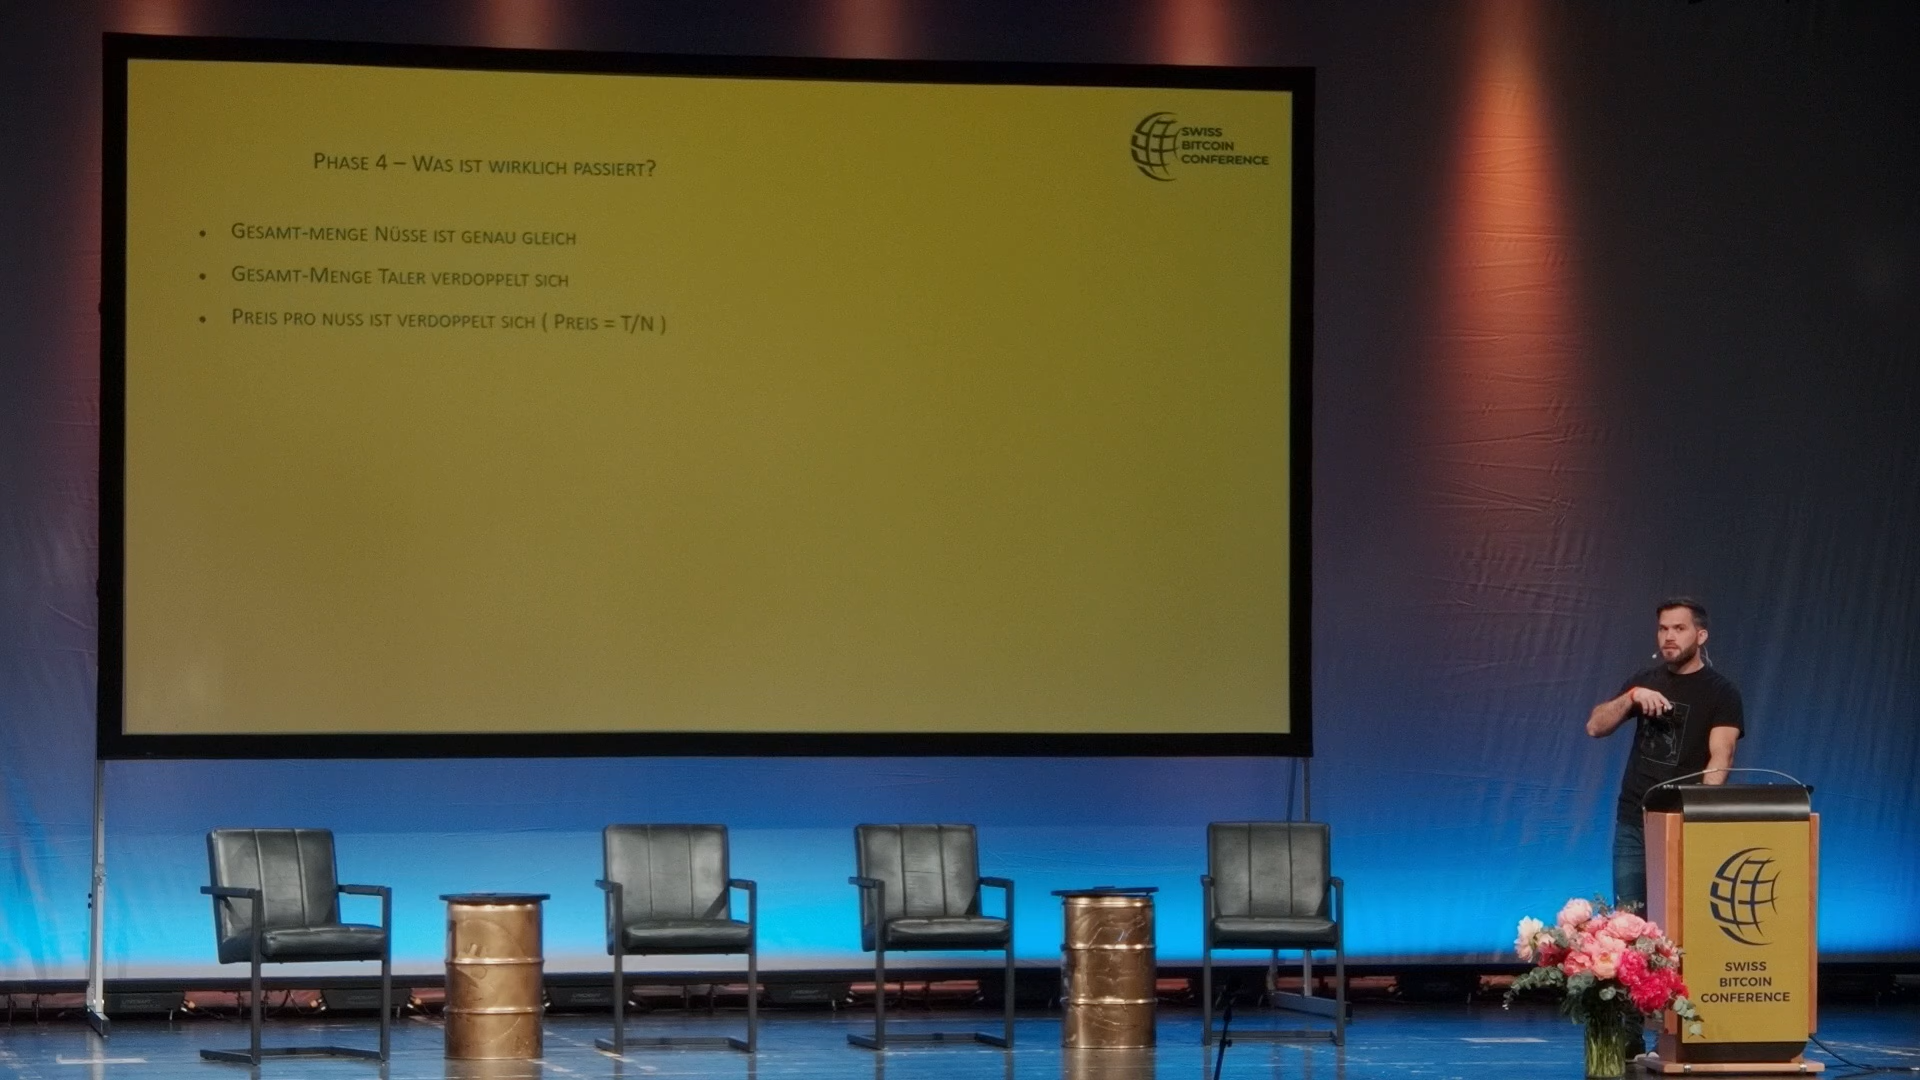 SWISS
BITCOIN
CONFERENCE
PHASE 4 – WAS IST WIRKLICH PASSIERT?
• GESAMT-MENGE NÜSSE IST GENAU GLEICH
• GESAMT-MENGE TALER VERDOPPELT SICH
• PREIS PRO NUSS IST VERDOPPELT SICH ( PREIS = T/N )
SWISS
BITCOIN
CONFERENCE